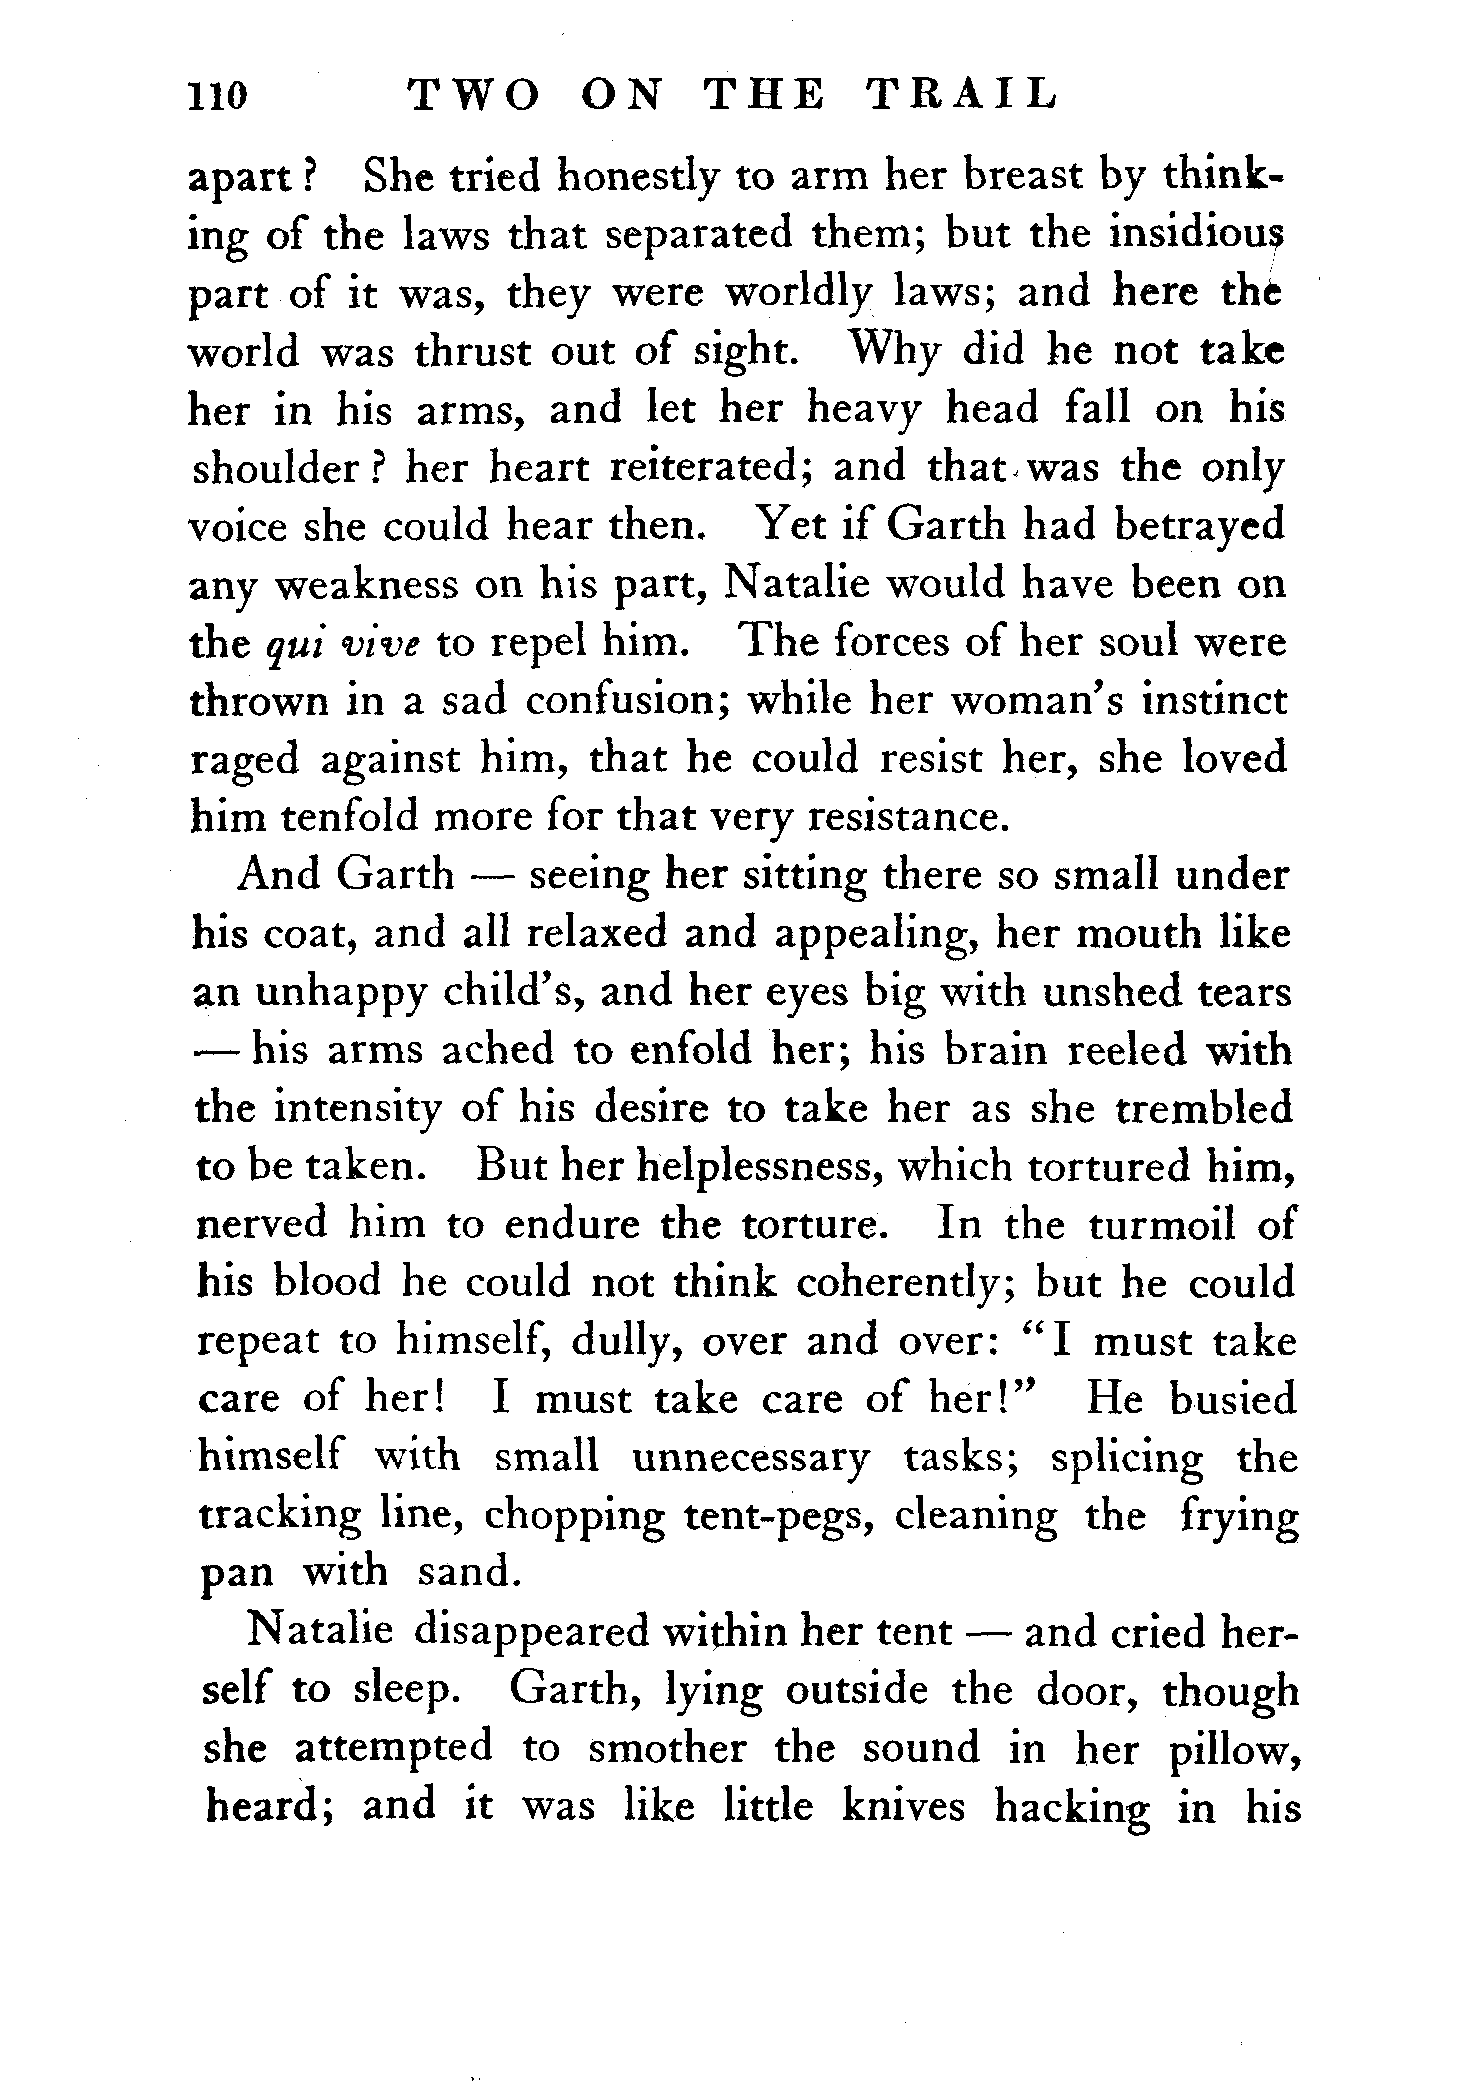 110 TWO ON THE TRAIL
apart? She tried honestly to arm her breast by think-
ing of the laws that separated them; but the insidious
part of it was, they were worldly laws; and here the
world was thrust out of sight. Why did he not take
her in his arms, and let her heavy head fall on his
shoulder? her heart reiterated; and that was the only
voice she could hear then. Yet if Garth had betrayed
any weakness on his part, Natalie would have been on
the qui vive to repel him. The forces of her soul were
thrown in a sad confusion; while her woman's instinct
raged against him, that he could resist her, she loved
him tenfold more for that very resistance.
And Garth — seeing her sitting there so small under
his coat, and all relaxed and appealing, her mouth like
an unhappy child's, and her eyes big with unshed tears
— his arms ached to enfold her; his brain reeled with
the intensity of his desire to take her as she trembled
to be taken. But her helplessness, which tortured him,
nerved him to endure the torture. In the turmoil of
his blood he could not think coherently; but he could
repeat to himself, dully, over and over: "I must take
care of her! I must take care of her!" He busied
himself with small unnecessary tasks; splicing the
tracking line, chopping tent-pegs, cleaning the frying
pan with sand.
Natalie disappeared within her tent — and cried her-
self to sleep. Garth, lying outside the door, though
she attempted to smother the sound in her pillow,
heard; and it was like little knives hacking in his